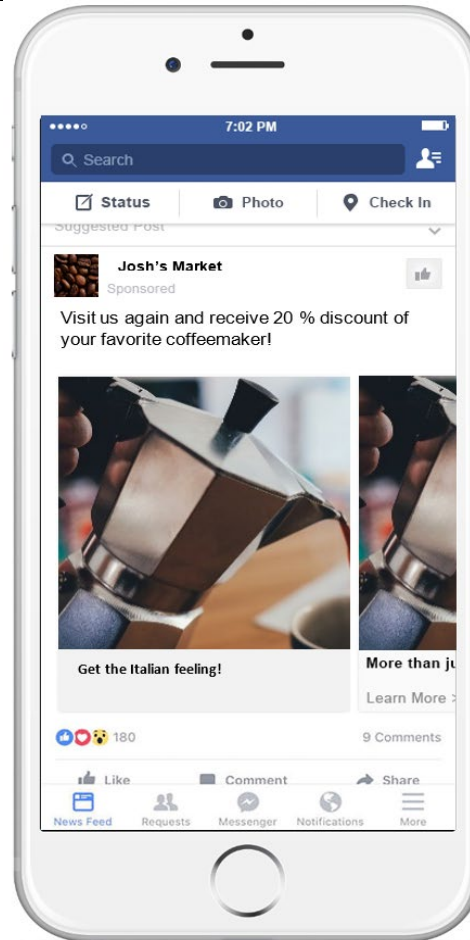 7:02 PM
Search
Status
Photo
Check In
Suggested Post
Josh's Market
Sponsored
Visit us again and receive 20 % discount of
your favorite coffeemaker!
Get the Italian feeling!
More than ju
Learn More >
180
9 Comments
Like
Comment
Share
News Feed
Requests
Messenger
Notifications
More